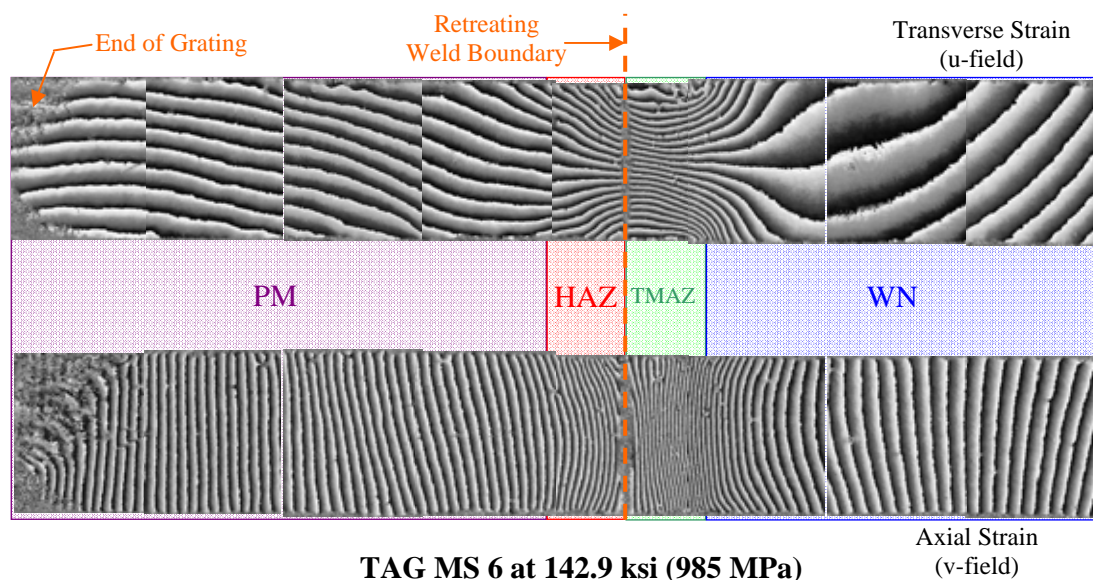 End of Grating
Retreating
Weld Boundary
Transverse Strain
(u-field)
PM
HAZ
TMAZ
WN
Axial Strain
(v-field)
TAG MS 6 at 142.9 ksi (985 MPa)